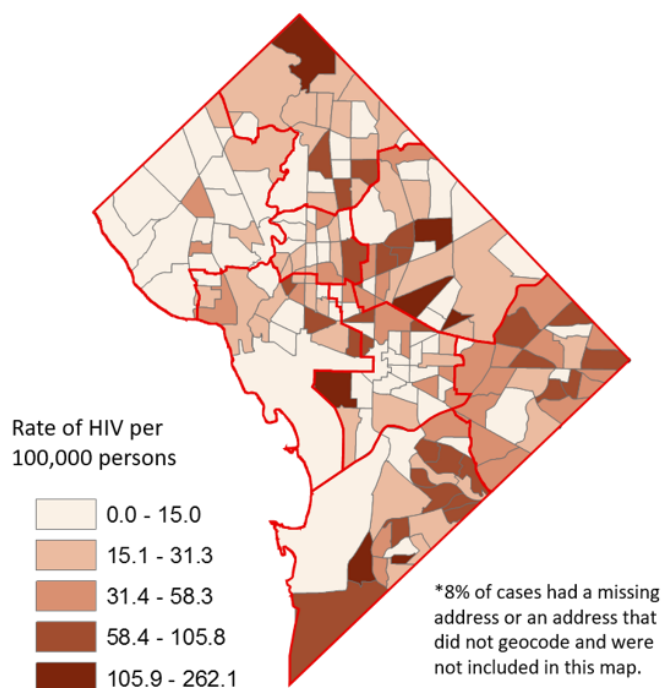 Rate of HIV per
100,000 persons
0.0 - 15.0
15.1 - 31.3
31.4 - 58.3
58.4 - 105.8
105.9 - 262.1
*8% of cases had a missing
address or an address that
did not geocode and were
not included in this map.